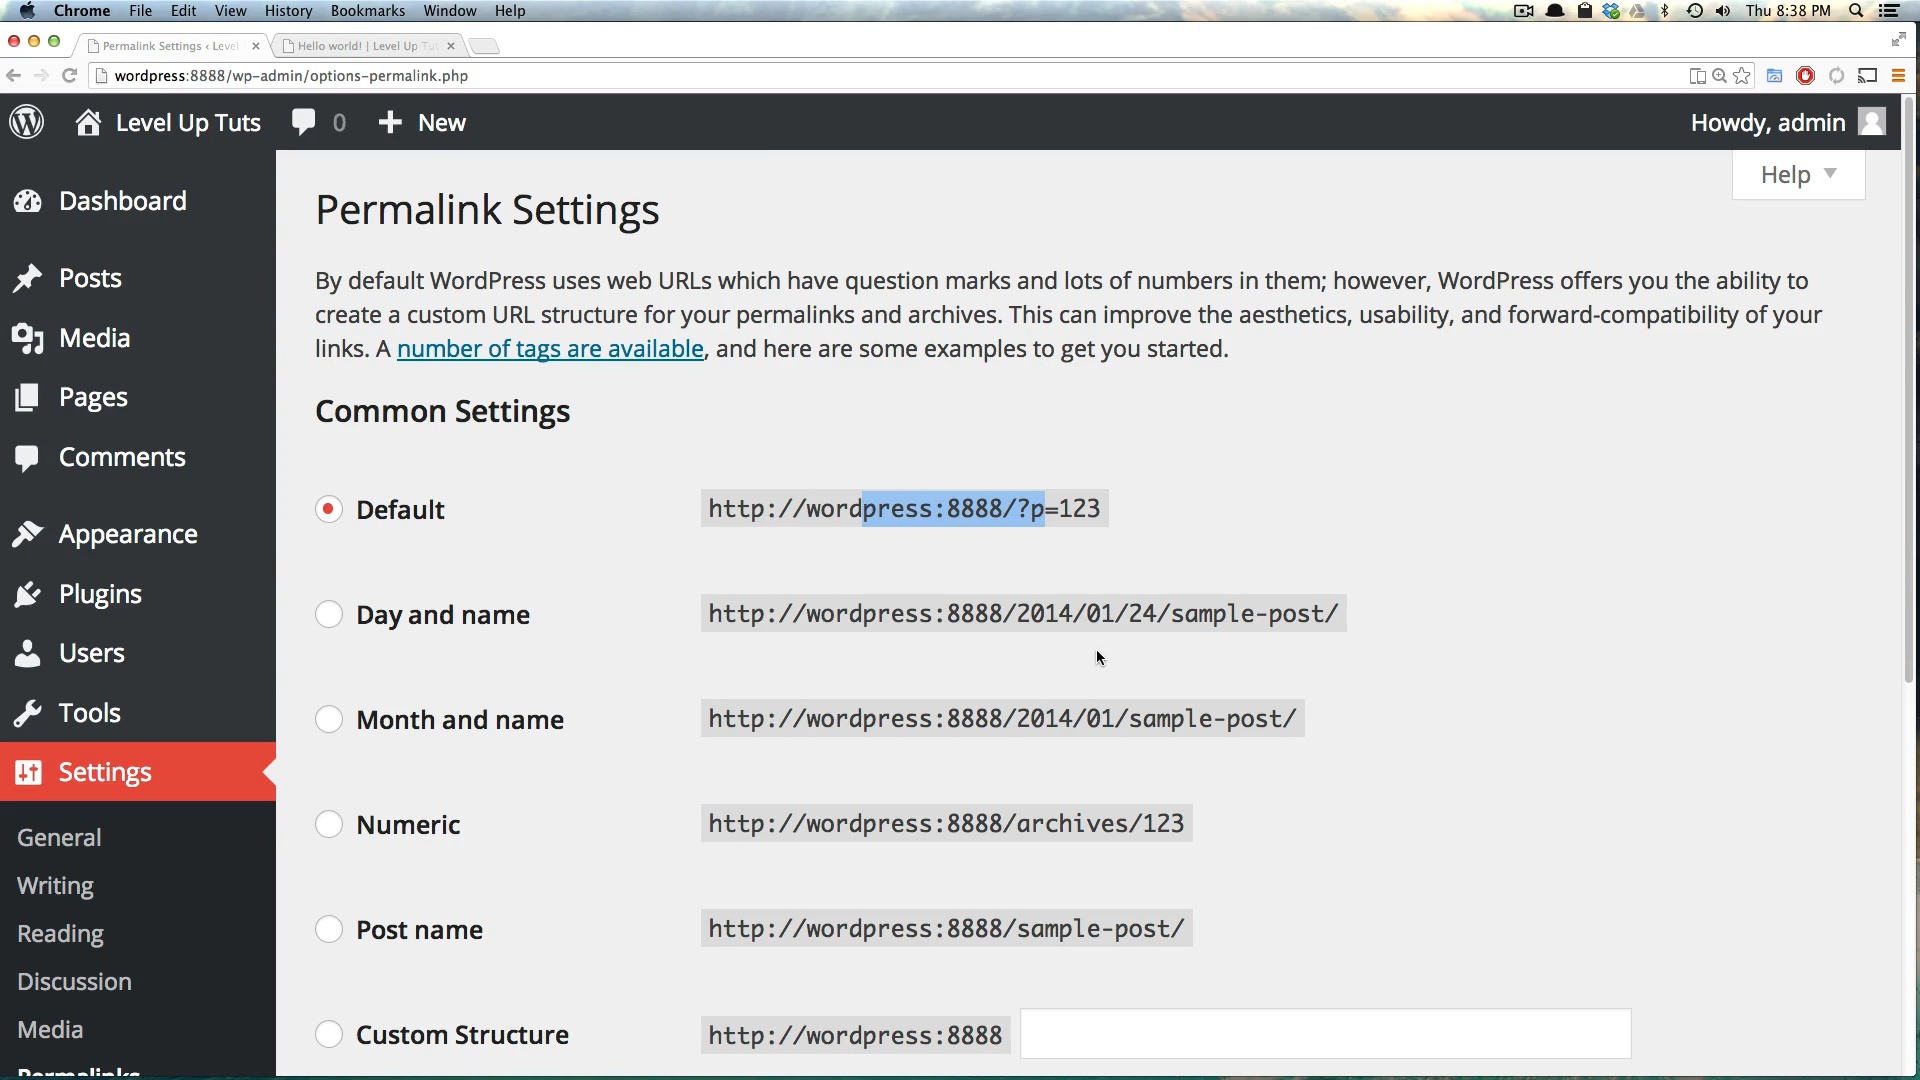 Chrome File Edit View History Bookmarks Window Help Thu 8:38 PM
Permalink Settings ‹ Level Hello world! | Level Up Tut
wordpress:8888/wp-admin/options-permalink.php
Level Up Tuts 0 New Howdy, admin
Help
Dashboard
Posts
Media
Pages
Comments
Appearance
Plugins
Users
Tools
Settings
General
Writing
Reading
Discussion
Media
Permalinks
Permalink Settings
By default WordPress uses web URLs which have question marks and lots of numbers in them; however, WordPress offers you the ability to
create a custom URL structure for your permalinks and archives. This can improve the aesthetics, usability, and forward-compatibility of your
links. A number of tags are available, and here are some examples to get you started.
Common Settings
Default http://wordpress:8888/?p=123
Day and name http://wordpress:8888/2014/01/24/sample-post/
Month and name http://wordpress:8888/2014/01/sample-post/
Numeric http://wordpress:8888/archives/123
Post name http://wordpress:8888/sample-post/
Custom Structure http://wordpress:8888